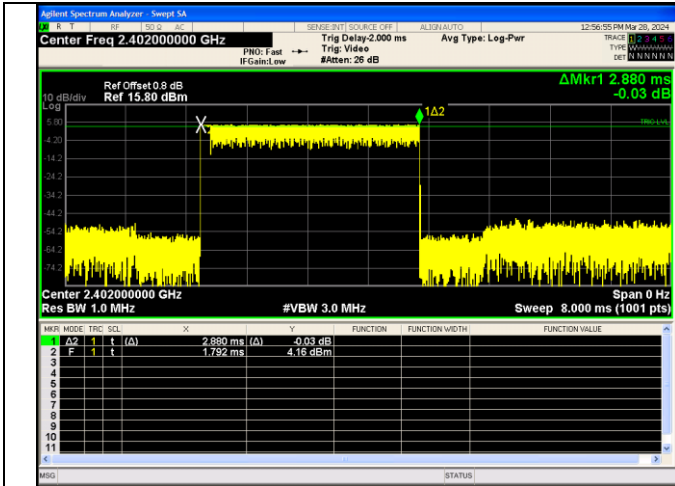 Agilent Spectrum Analyzer - Swept SA
R T RF 50 Ω AC SENSE:INT SOURCE OFF ALIGNAUTO 12:56:55 PM Mar 28, 2024
Center Freq 2.402000000 GHz
PNO: Fast
IFGain:Low
Trig Delay-2.000 ms
Trig: Video
#Atten: 26 dB
Avg Type: Log-Pwr
TRACE 1 2 3 4 5 6
TYPE
DET N N N N N N
ΔMkr1 2.880 ms
-0.03 dB
Ref Offset 0.8 dB
10 dB/div Ref 15.80 dBm
Log
1Δ2
TRIG LVL
5.80
-4.20
-14.2
-24.2
-34.2
-44.2
-54.2
-64.2
-74.2
X
Center 2.402000000 GHz Span 0 Hz
Res BW 1.0 MHz #VBW 3.0 MHz Sweep 8.000 ms (1001 pts)
MKR MODE TRC SCL X Y FUNCTION FUNCTION WIDTH FUNCTION VALUE
1 Δ2 1 t (Δ) 2.880 ms (Δ) -0.03 dB
2 F 1 t 1.792 ms 4.16 dBm
3
4
5
6
7
8
9
10
11
MSG STATUS